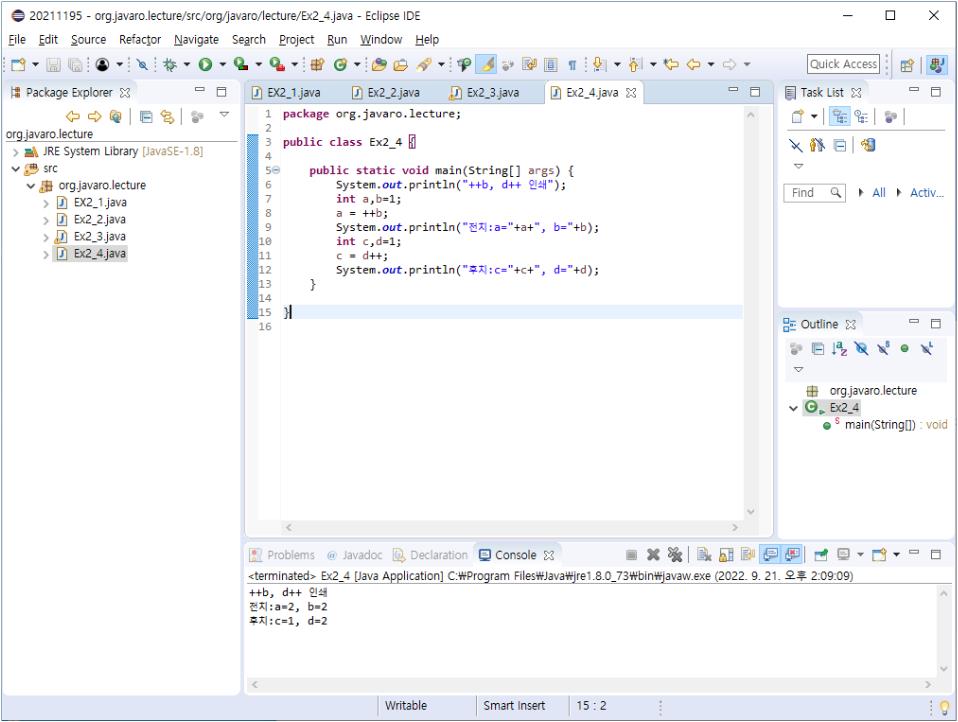 20211195 - org.javaro.lecture/src/org/javaro/lecture/Ex2_4.java - Eclipse IDE
File Edit Source Refactor Navigate Search Project Run Window Help
Quick Access
Package Explorer
org.javaro.lecture
JRE System Library [JavaSE-1.8]
src
org.javaro.lecture
EX2_1.java
Ex2_2.java
Ex2_3.java
Ex2_4.java
EX2_1.java Ex2_2.java Ex2_3.java Ex2_4.java
1 package org.javaro.lecture;
2
3 public class Ex2_4 {
4
5 public static void main(String[] args) {
6 System.out.println("++b, d++ 인쇄");
7 int a,b=1;
8 a = ++b;
9 System.out.println("전치:a="+a+", b="+b);
10 int c,d=1;
11 c = d++;
12 System.out.println("후치:c="+c+", d="+d);
13 }
14
15 }
16
Task List
Find All Activ...
Outline
org.javaro.lecture
Ex2_4
main(String[]) : void
Problems Javadoc Declaration Console
<terminated> Ex2_4 [Java Application] C:₩Program Files₩Java₩jre1.8.0_73₩bin₩javaw.exe (2022. 9. 21. 오후 2:09:09)
++b, d++ 인쇄
전치:a=2, b=2
후치:c=1, d=2
Writable Smart Insert 15 : 2